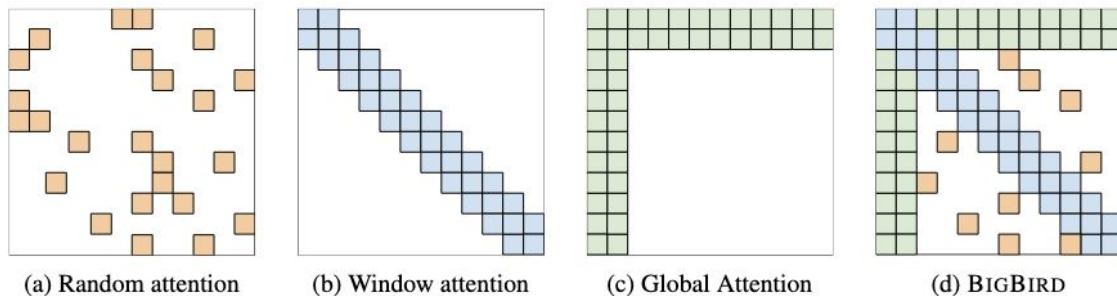 (a) Random attention
(b) Window attention
(c) Global Attention
(d) BIGBIRD